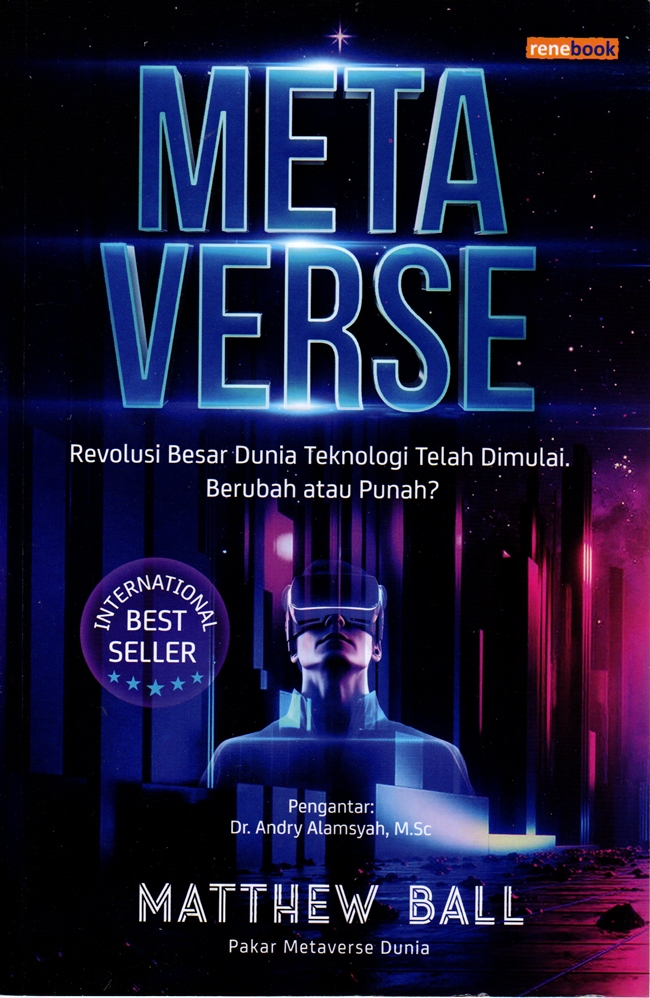 renebook
META
VERSE
Revolusi Besar Dunia Teknologi Telah Dimulai.
Berubah atau Punah?
INTERNATIONAL
BEST
SELLER
Pengantar:
Dr. Andry Alamsyah, M.Sc
MATTHEW BALL
Pakar Metaverse Dunia